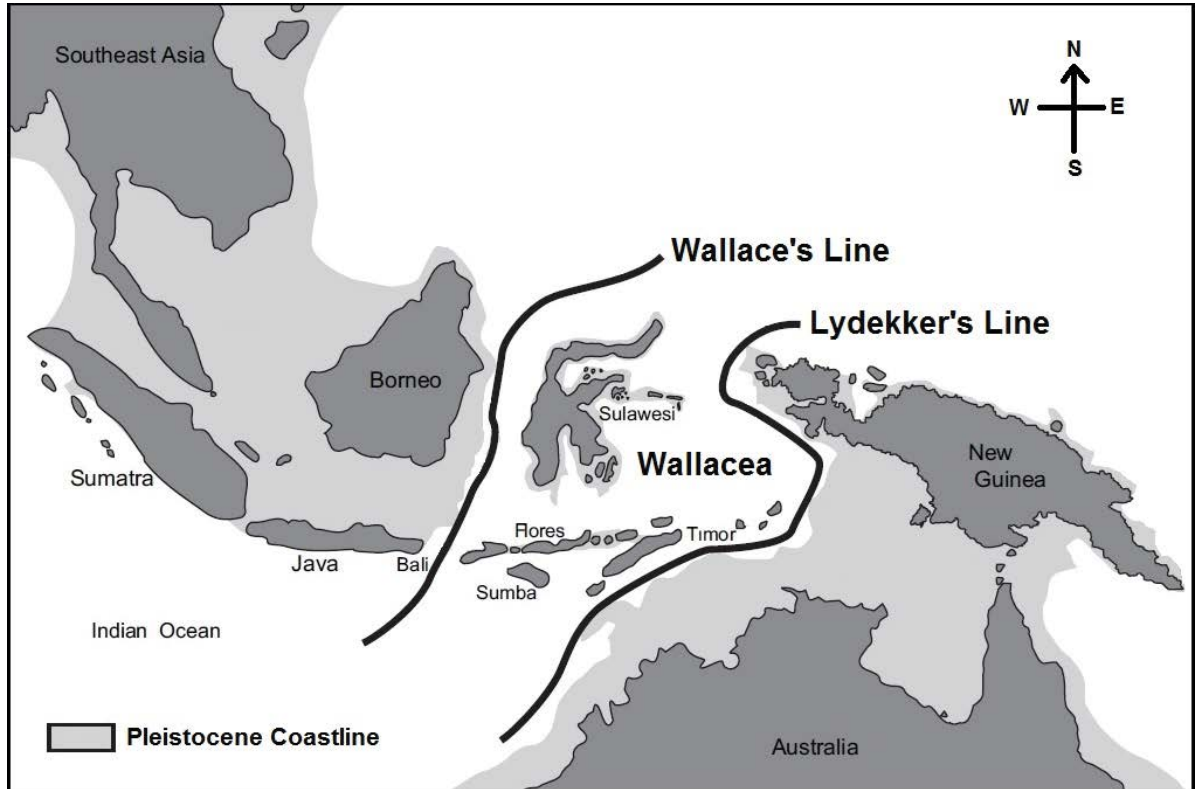 Southeast Asia
N
W
E
S
Wallace's Line
Lydekker's Line
Borneo
Sulawesi
Sumatra
Wallacea
New
Guinea
Flores
Timor
Java
Bali
Sumba
Indian Ocean
Pleistocene Coastline
Australia